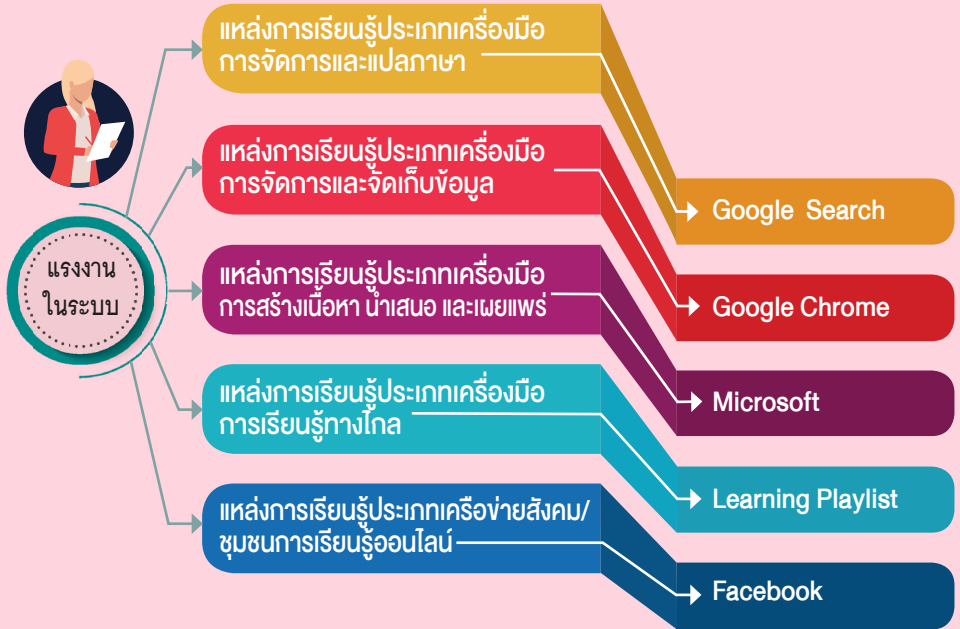 แหล่งการเรียนรู้ประเภทเครื่องมือ
การจัดการและแปลภาษา
แหล่งการเรียนรู้ประเภทเครื่องมือ
การจัดการและจัดเก็บข้อมูล
Google Search
แรงงาน
ในระบบ
แหล่งการเรียนรู้ประเภทเครื่องมือ
การสร้างเนื้อหา นำเสนอ และเผยแพร่
Google Chrome
แหล่งการเรียนรู้ประเภทเครื่องมือ
การเรียนรู้ทางไกล
Microsoft
แหล่งการเรียนรู้ประเภทเครือข่ายสังคม/
ชุมชนการเรียนรู้ออนไลน์
Learning Playlist
Facebook